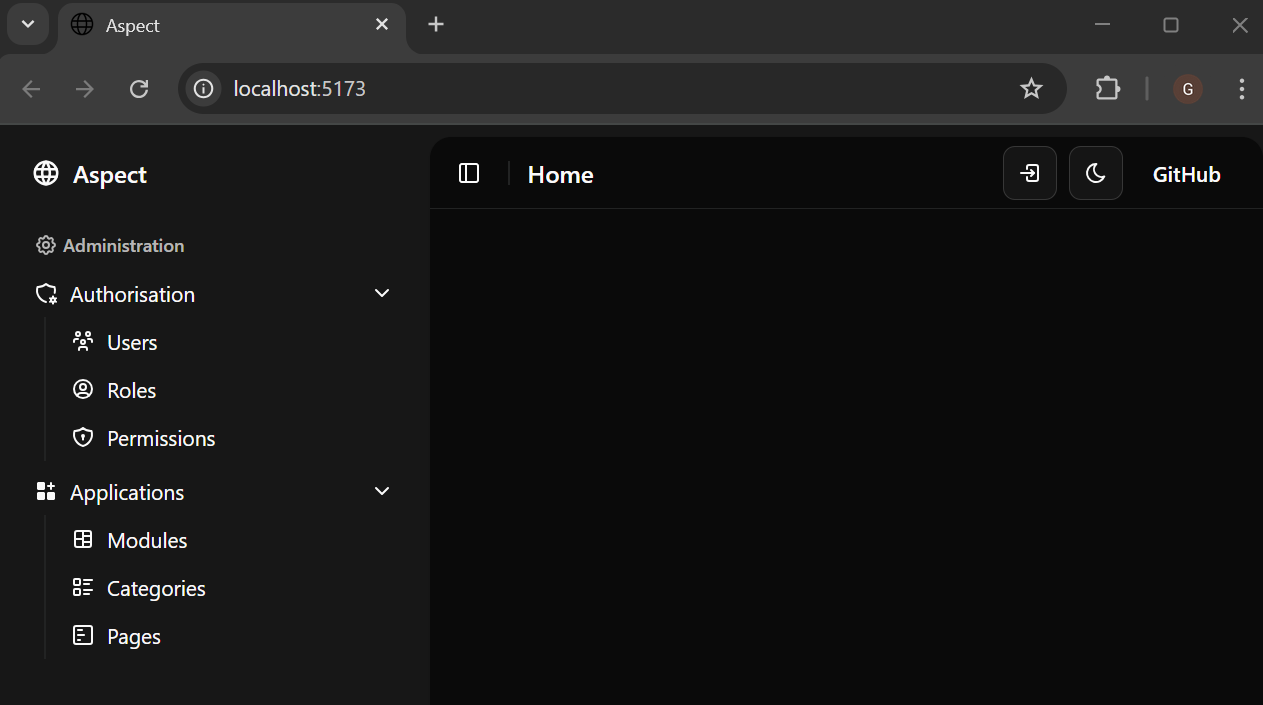 Aspect
localhost:5173
G
Aspect
Home
GitHub
Administration
Authorisation
Users
Roles
Permissions
Applications
Modules
Categories
Pages